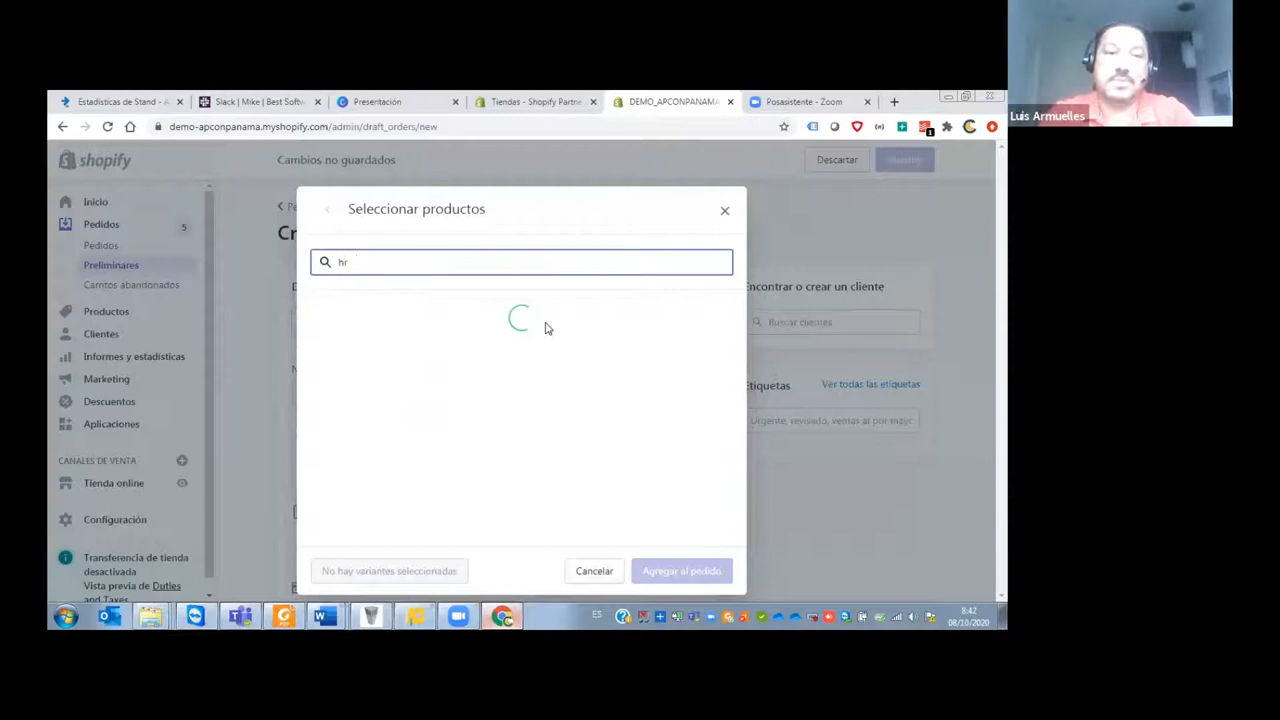 Estadísticas de Stand - A
Slack | Mike | Best Softw
Presentación
Tiendas - Shopify Partne
DEMO_APCONPANAMA
Posasistente - Zoom
demo-apconpanama.myshopify.com/admin/draft_orders/new
Luis Armuelles
shopify
Cambios no guardados
Descartar
Inicio
Pedidos
5
Pedidos
Preliminares
Carritos abandonados
Productos
Clientes
Informes y estadísticas
Marketing
Descuentos
Aplicaciones
CANALES DE VENTA
Tienda online
Configuración
Transferencia de tienda
desactivada
Vista previa de Duties
and Taxes
Pe
Cr
Seleccionar productos
hr
No hay variantes seleccionadas
Cancelar
Agregar al pedido
Encontrar o crear un cliente
Buscar clientes
Etiquetas
Ver todas las etiquetas
Urgente, revisado, ventas al por mayo
ES
8:42
08/10/2020